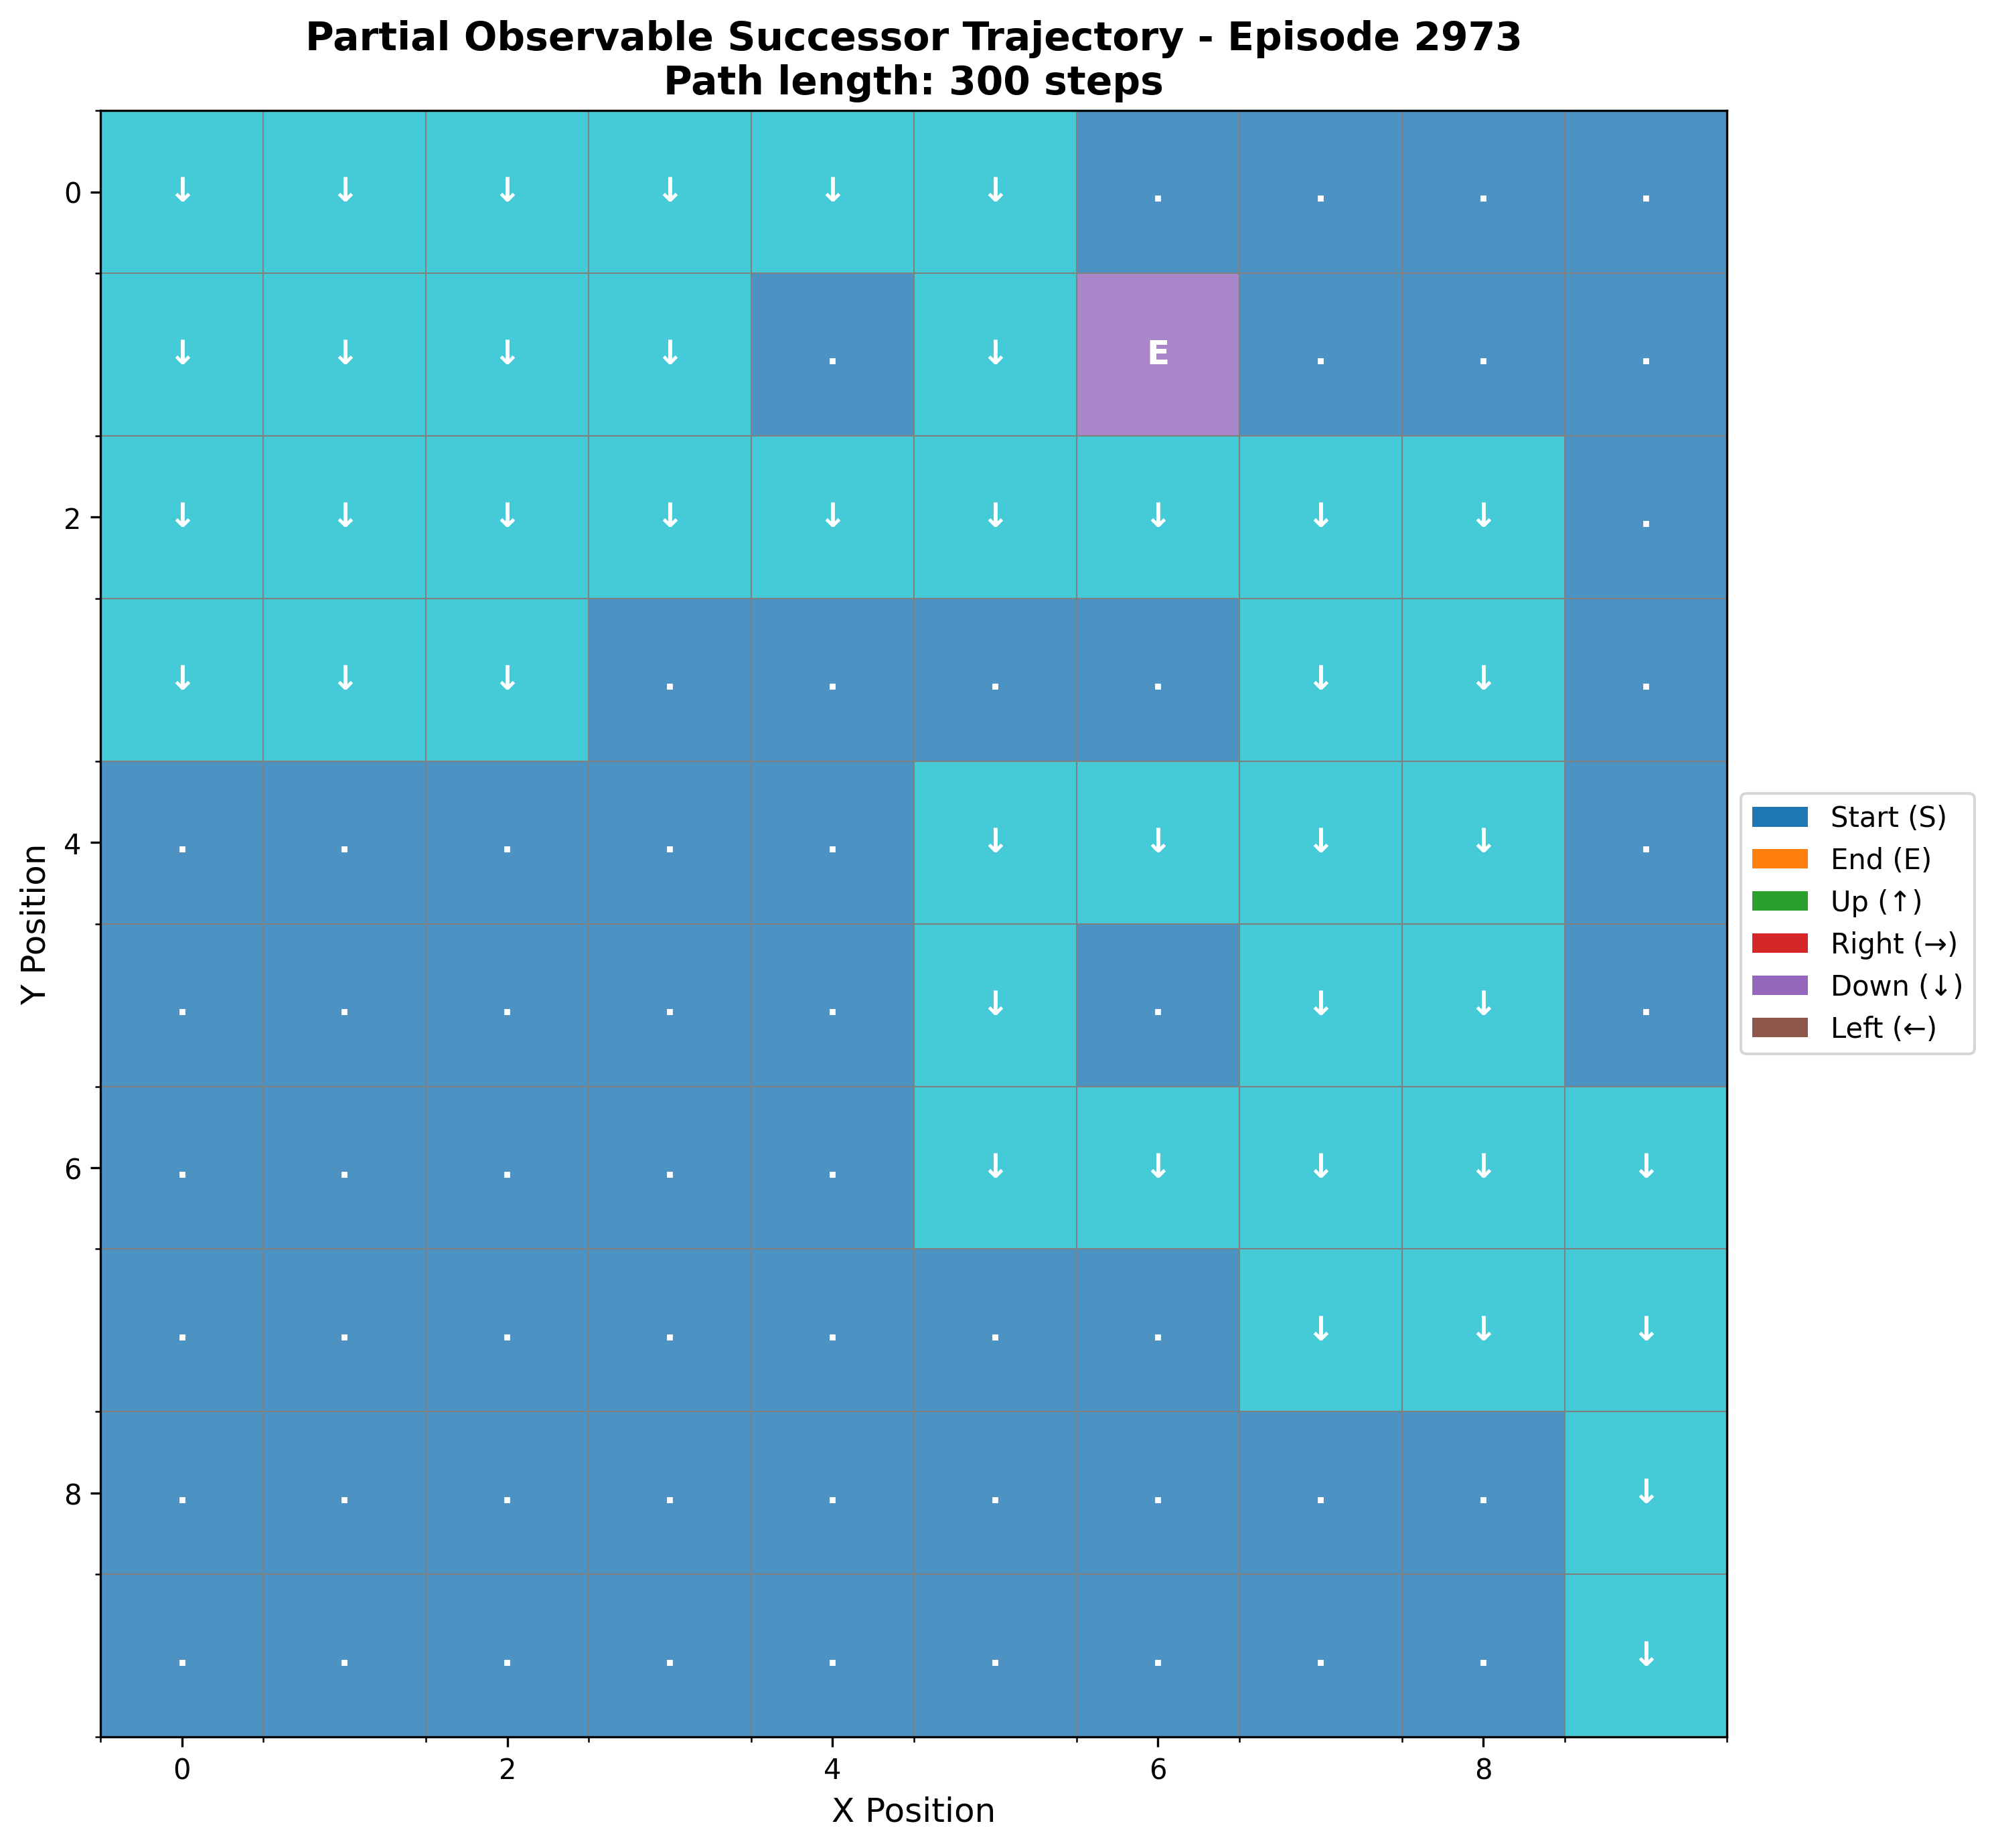 Partial Observable Successor Trajectory - Episode 2973
Path length: 300 steps
0 ↓ ↓ ↓ ↓ ↓ ↓ . . . .
↓ ↓ ↓ ↓ . ↓ E . . .
2 ↓ ↓ ↓ ↓ ↓ ↓ ↓ ↓ ↓ .
↓ ↓ ↓ . . . . ↓ ↓ .
4 . . . . . ↓ ↓ ↓ ↓ .
. . . . . ↓ . ↓ ↓ .
6 . . . . . ↓ ↓ ↓ ↓ ↓
. . . . . . . ↓ ↓ ↓
8 . . . . . . . . . ↓
. . . . . . . . . ↓
0 2 4 6 8
X Position
Y Position
Start (S)
End (E)
Up (↑)
Right (→)
Down (↓)
Left (←)